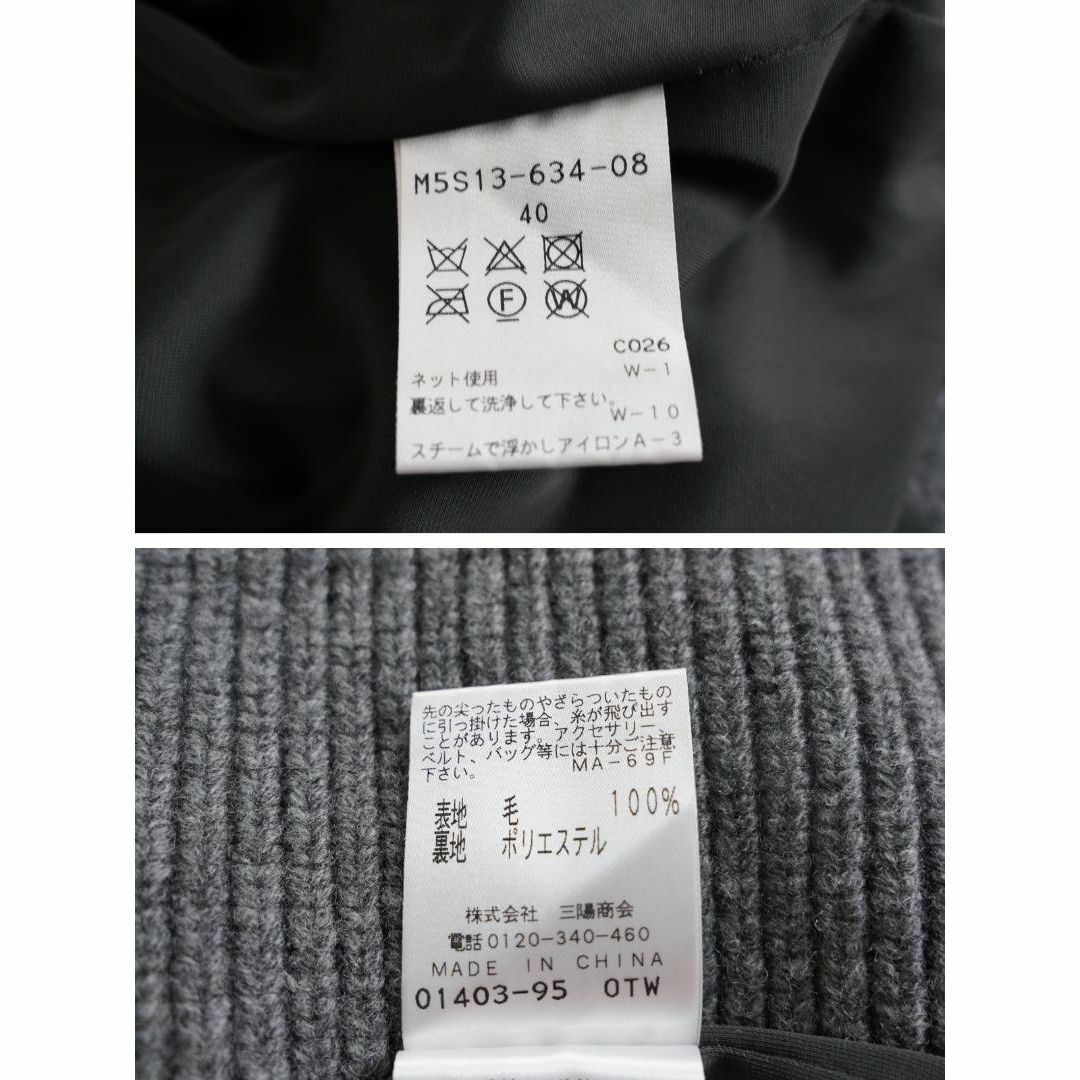 M5S13-634-08
40
F
W
C026
ネット使用 W-1
裏返して洗浄して下さい。W-10
スチームで浮かしアイロンA-3
先の尖ったものやざらついたもの
に引っ掛けた場合、糸が飛び出す
ことがあります。アクセサリー
ベルト、バッグ等には十分ご注意
下さい。 MA-69F
表地 毛 100%
裏地 ポリエステル
株式会社 三陽商会
電話0120-340-460
MADE IN CHINA
01403-95 OTW